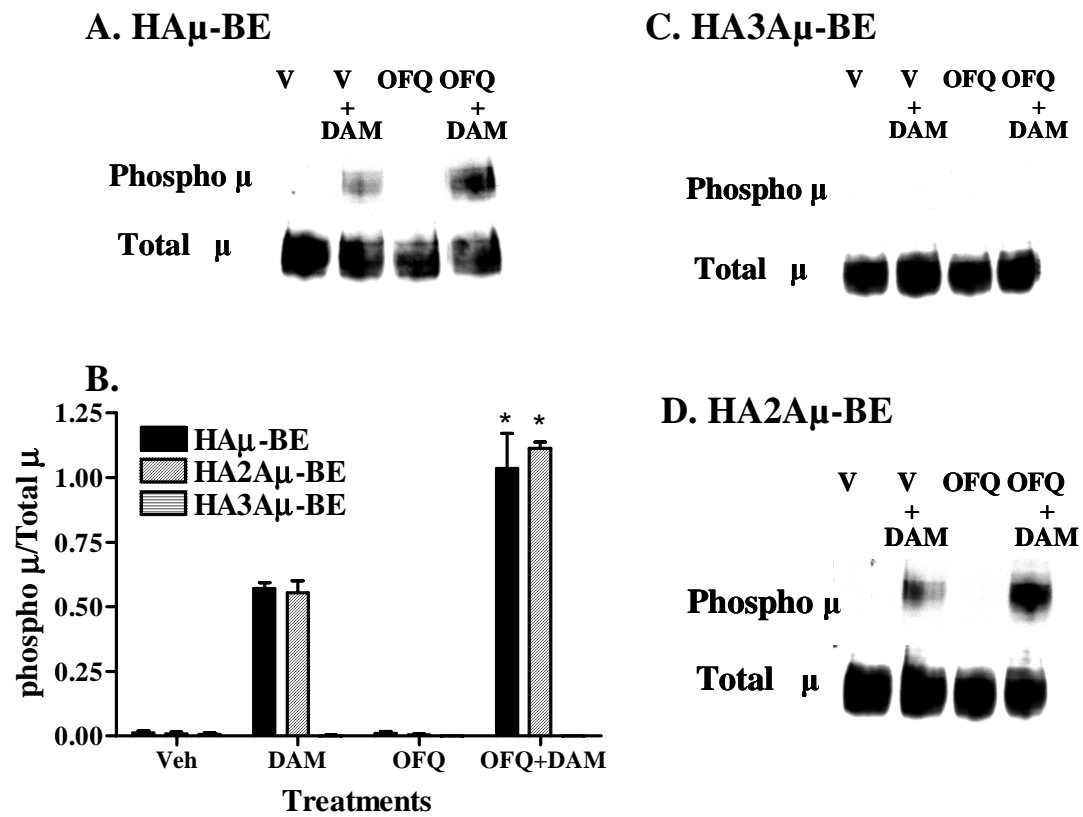 A. HAμ-BE
V V OFQ OFQ
+ +
DAM DAM
Phospho μ
Total μ
B.
1.25
1.00
0.75
0.50
0.25
0.00
phospho μ/Total μ
HAμ-BE
HA2Aμ-BE
HA3Aμ-BE
* *
Veh DAM OFQ OFQ+DAM
Treatments
C. HA3Aμ-BE
V V OFQ OFQ
+ +
DAM DAM
Phospho μ
Total μ
D. HA2Aμ-BE
V V OFQ OFQ
+ +
DAM DAM
Phospho μ
Total μ